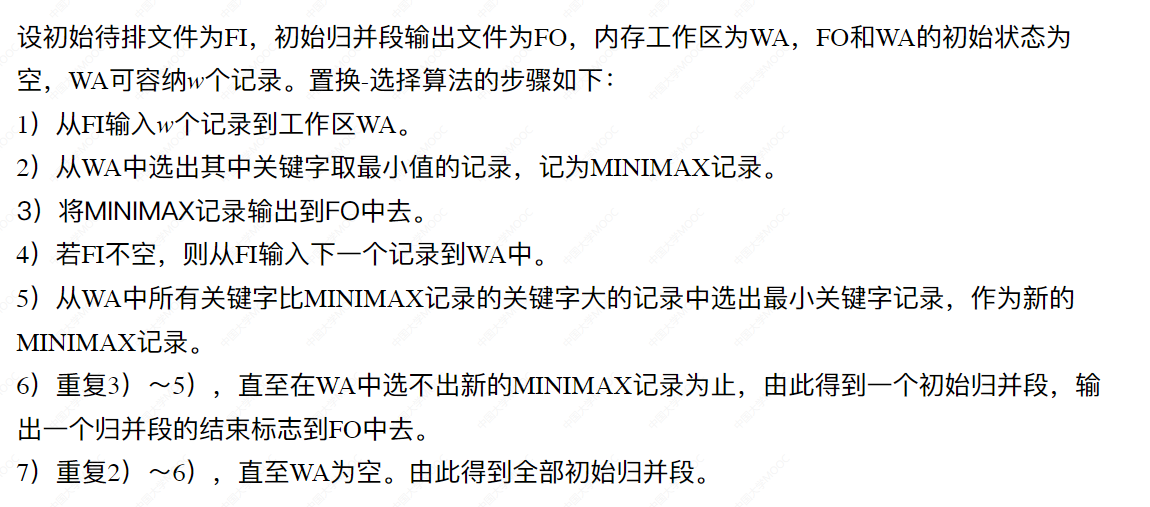 设初始待排文件为FI，初始归并段输出文件为FO，内存工作区为WA，FO和WA的初始状态为
空，WA可容纳w个记录。置换-选择算法的步骤如下：
1）从FI输入w个记录到工作区WA。
2）从WA中选出其中关键字取最小值的记录，记为MINIMAX记录。
3）将MINIMAX记录输出到FO中去。
4）若FI不空，则从FI输入下一个记录到WA中。
5）从WA中所有关键字比MINIMAX记录的关键字大的记录中选出最小关键字记录，作为新的
MINIMAX记录。
6）重复3）～5），直至在WA中选不出新的MINIMAX记录为止，由此得到一个初始归并段，输
出一个归并段的结束标志到FO中去。
7）重复2）～6），直至WA为空。由此得到全部初始归并段。